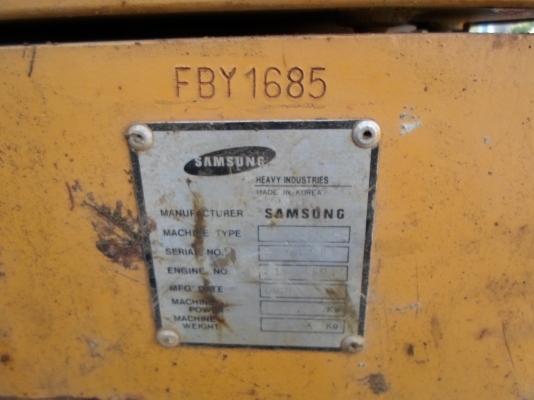 FBY1685
SAMSUNG
HEAVY INDUSTRIES
MADE IN KOREA
MANUFACTURER SAMSUNG
MACHINE TYPE
SERIAL NO.
ENGINE NO.
MFG DATE
MACHINE
POWER
MACHINE
WEIGHT Kg